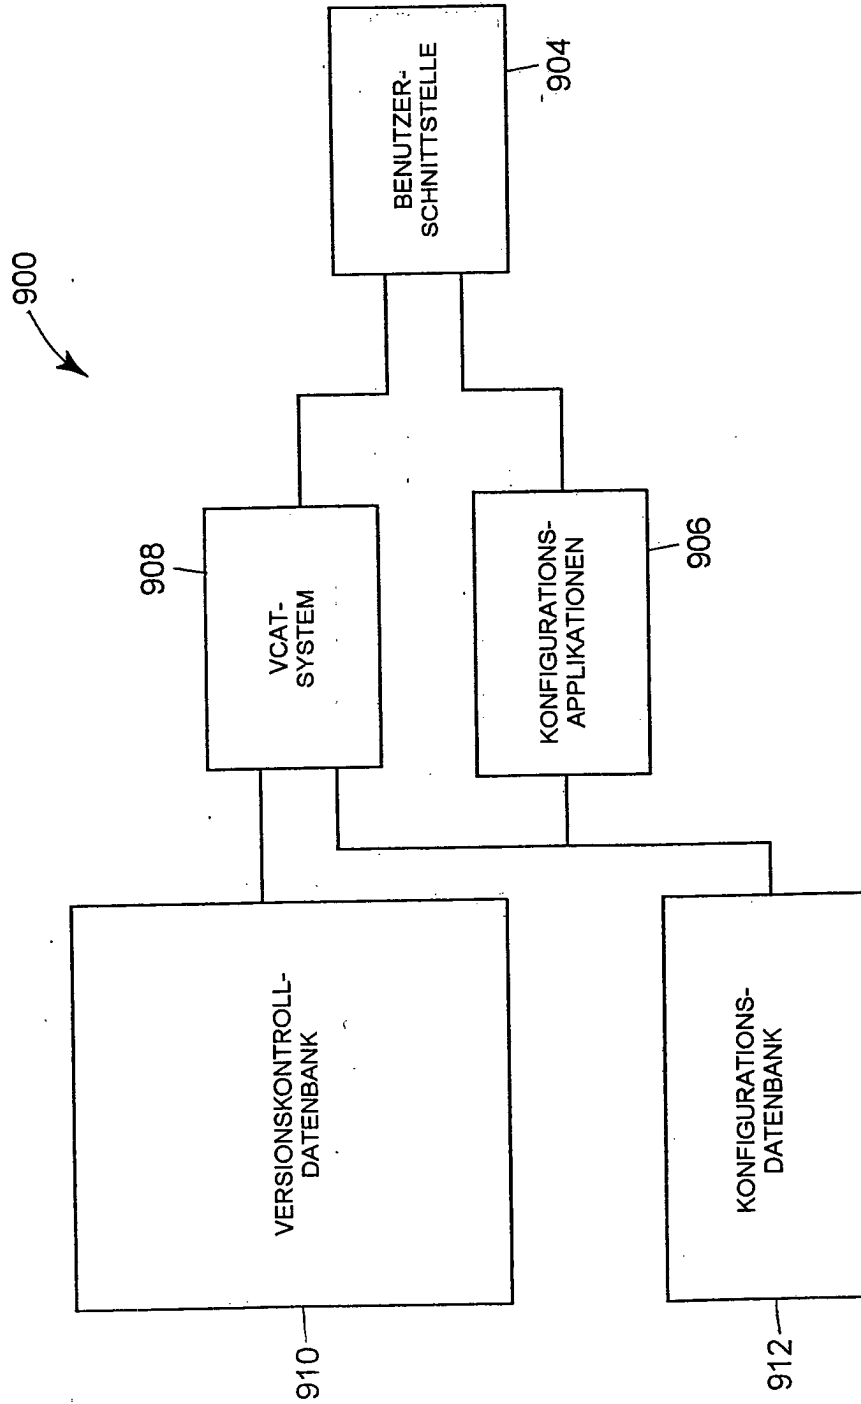 900
910
VERSIONSKONTROLL-
DATENBANK
908
VCAT-
SYSTEM
BENUTZER-
SCHNITTSTELLE
904
KONFIGURATIONS-
APPLIKATIONEN
906
912
KONFIGURATIONS-
DATENBANK